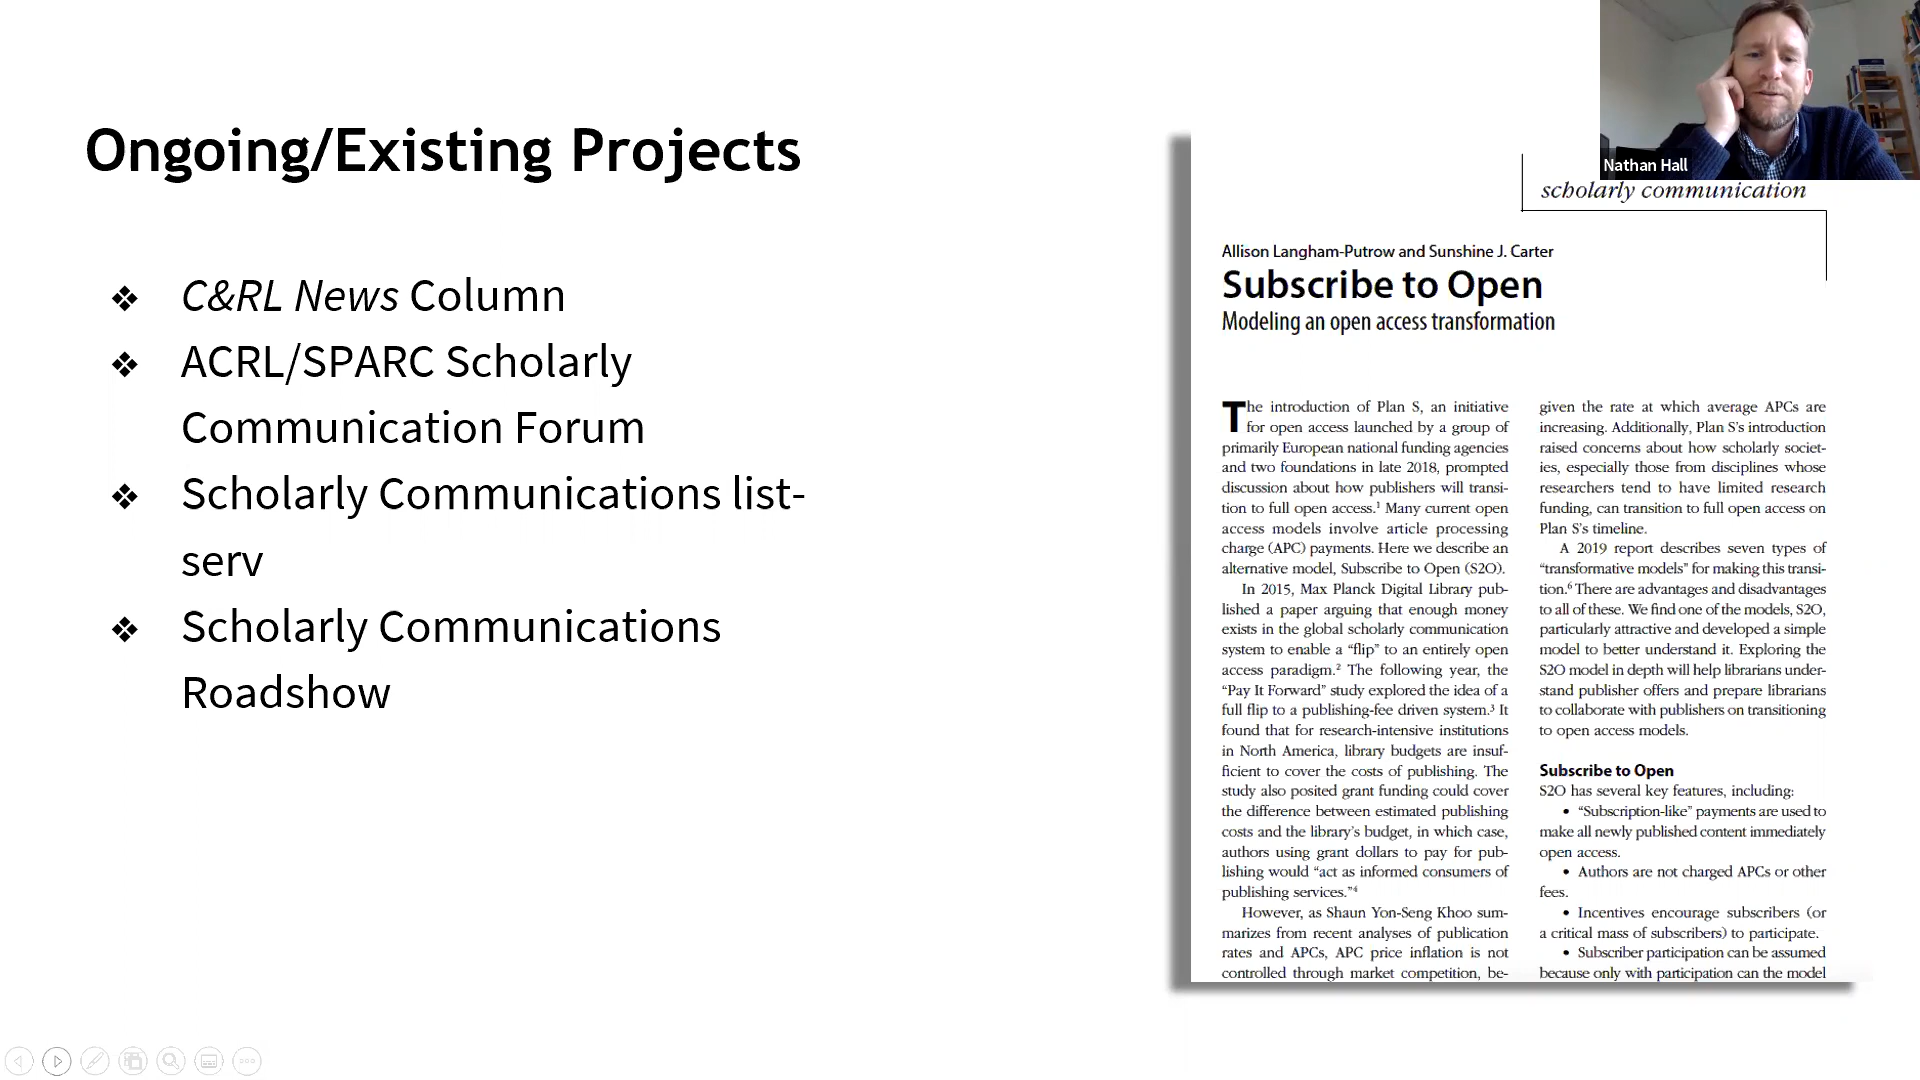 Ongoing/Existing Projects
❖ C&RL News Column
❖ ACRL/SPARC Scholarly
Communication Forum
❖ Scholarly Communications list-
serv
❖ Scholarly Communications
Roadshow
Nathan Hall
scholarly communication
Allison Langham-Putrow and Sunshine J. Carter
Subscribe to Open
Modeling an open access transformation
The introduction of Plan S, an initiative
for open access launched by a group of
primarily European national funding agencies
and two foundations in late 2018, prompted
discussion about how publishers will transi-
tion to full open access.¹ Many current open
access models involve article processing
charge (APC) payments. Here we describe an
alternative model, Subscribe to Open (S2O).
In 2015, Max Planck Digital Library pub-
lished a paper arguing that enough money
exists in the global scholarly communication
system to enable a “flip” to an entirely open
access paradigm.² The following year, the
“Pay It Forward” study explored the idea of a
full flip to a publishing-fee driven system.³ It
found that for research-intensive institutions
in North America, library budgets are insuf-
ficient to cover the costs of publishing. The
study also posited grant funding could cover
the difference between estimated publishing
costs and the library’s budget, in which case,
authors using grant dollars to pay for pub-
lishing would “act as informed consumers of
publishing services.”⁴
However, as Shaun Yon-Seng Khoo sum-
marizes from recent analyses of publication
rates and APCs, APC price inflation is not
controlled through market competition, be-
given the rate at which average APCs are
increasing. Additionally, Plan S’s introduction
raised concerns about how scholarly societ-
ies, especially those from disciplines whose
researchers tend to have limited research
funding, can transition to full open access on
Plan S’s timeline.
A 2019 report describes seven types of
“transformative models” for making this transi-
tion.⁶ There are advantages and disadvantages
to all of these. We find one of the models, S2O,
particularly attractive and developed a simple
model to better understand it. Exploring the
S2O model in depth will help librarians under-
stand publisher offers and prepare librarians
to collaborate with publishers on transitioning
to open access models.
Subscribe to Open
S2O has several key features, including:
• “Subscription-like” payments are used to
make all newly published content immediately
open access.
• Authors are not charged APCs or other
fees.
• Incentives encourage subscribers (or
a critical mass of subscribers) to participate.
• Subscriber participation can be assumed
because only with participation can the model